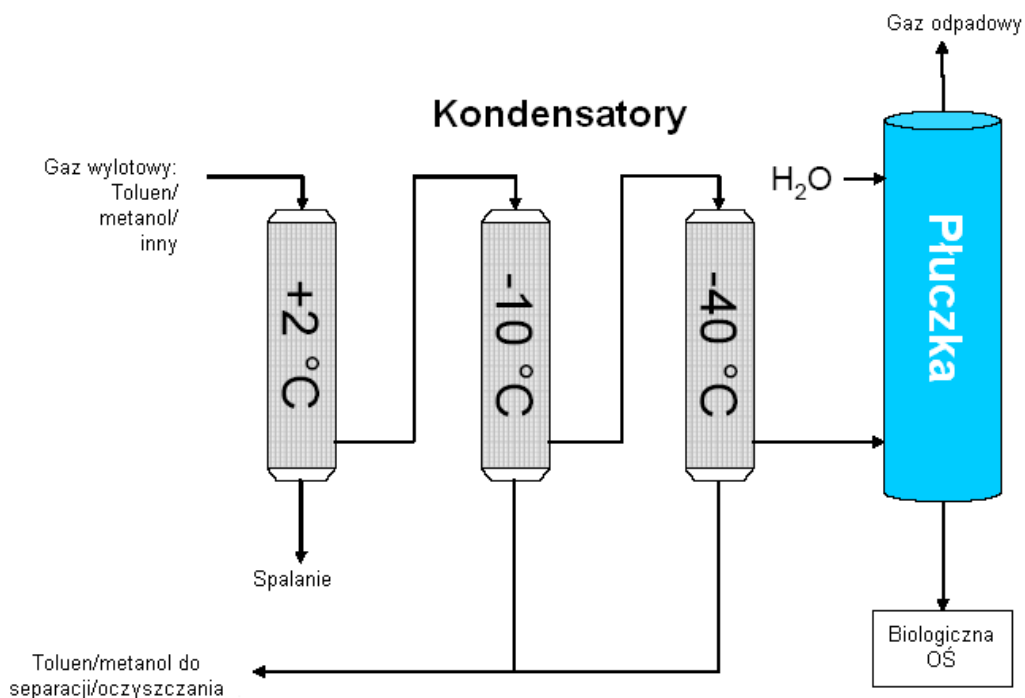 Gaz odpadowy
Kondensatory
Gaz wylotowy:
Toluen/
metanol/
inny
H₂O
+2 °C
-10 °C
-40 °C
Płuczka
Spalanie
Biologiczna
OŚ
Toluen/metanol do
separacji/oczyszczania